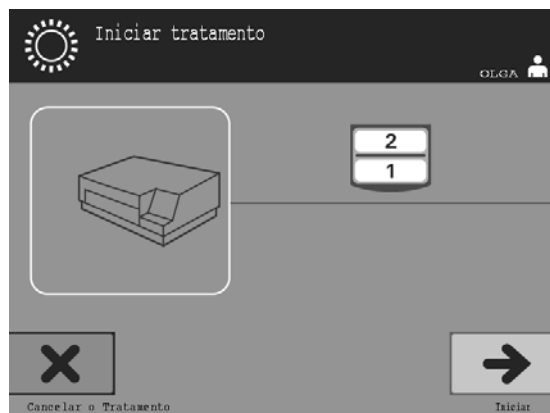 Iniciar tratamento
OLGA
2
1
Cancelar o Tratamento
Iniciar